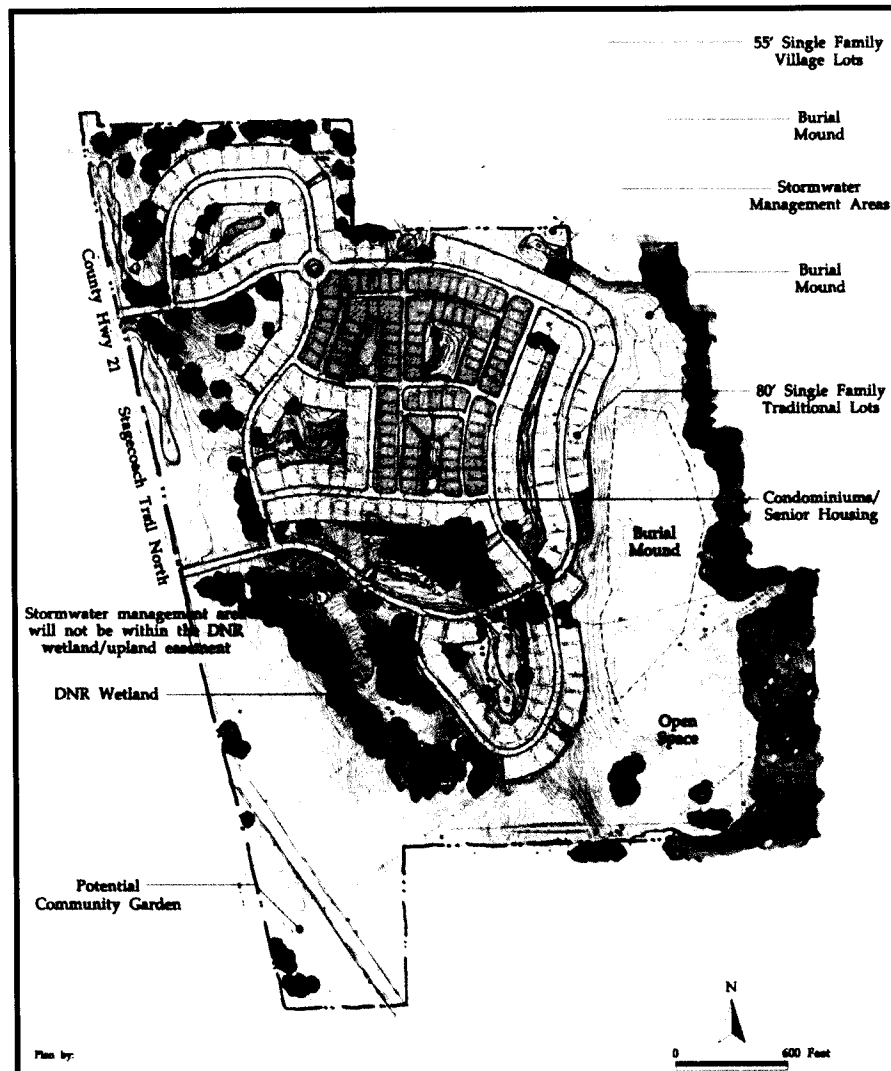 55' Single Family
Village Lots
Burial
Mound
Stormwater
Management Areas
Burial
Mound
County Hwy 21
Stagecoach Trail North
80' Single Family
Traditional Lots
Condominiums/
Senior Housing
Burial
Mound
Stormwater management area
will not be within the DNR
wetland/upland easement
DNR Wetland
Open
Space
Potential
Community Garden
N
Plan by:
0 600 Feet